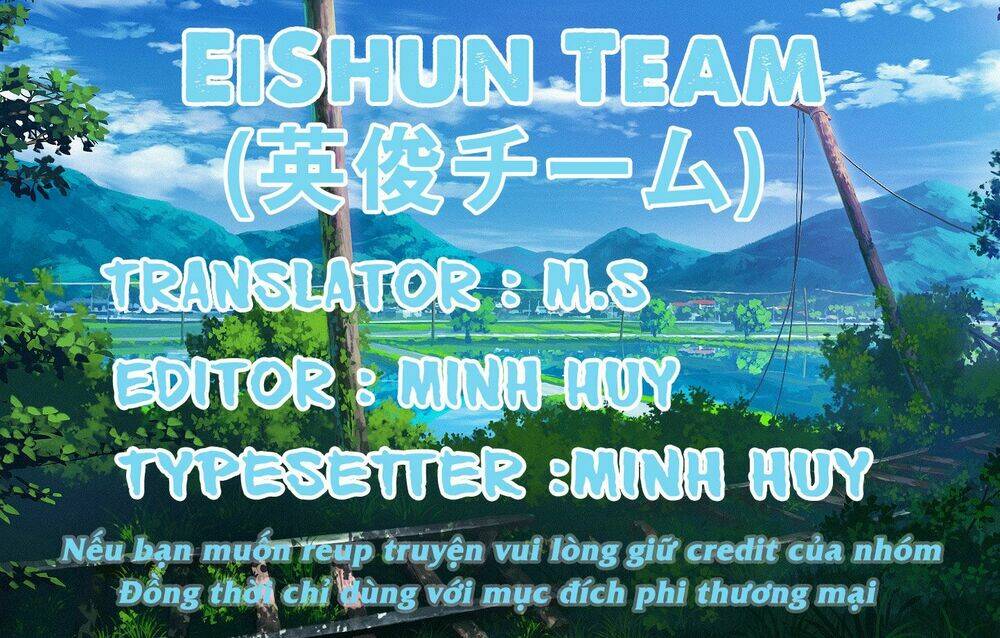 EiShun Team
(英俊チーム)
TRANSLATOR : M.S
EDITOR : MINH HUY
TYPESETTER :MINH HUY
Nếu bạn muốn reup truyện vui lòng giữ credit của nhóm
Đồng thời chỉ dùng với mục đích phi thương mại